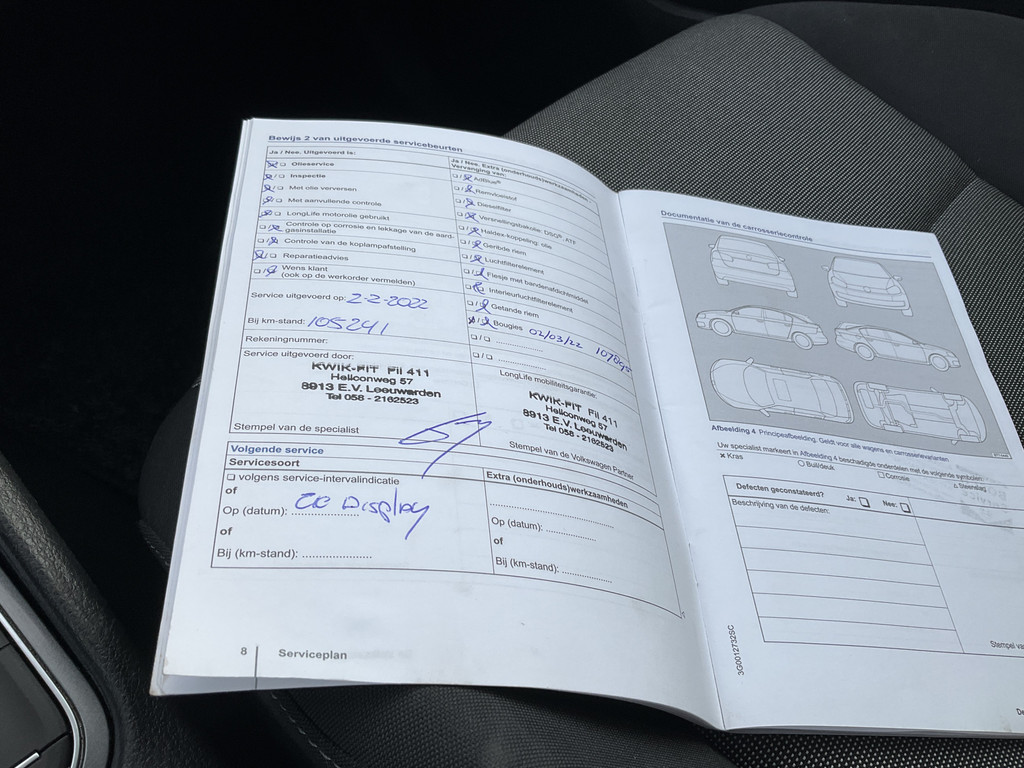 Bewijs 2 van uitgevoerde servicebeurten
Ja / Nee. Uitgevoerd is:
Olieservice
Inspectie
Met olie verversen
Met aanvullende controle
LongLife motorolie gebruikt
Controle op corrosie en lekkage van de aard-
gasinstallatie
Controle van de koplampafstelling
Reparatieadvies
Wens klant
(ook op de werkorder vermelden)
Service uitgevoerd op: 2-2-2022
Bij km-stand: 105241
Rekeningnummer:
Service uitgevoerd door:
KWIK-FIT Fil 411
Heliconweg 57
8913 E.V. Leeuwarden
Tel 058 - 2162523
Stempel van de specialist
Ja / Nee. Extra (onderhouds)werkzaamheden /
Vervanging van:
AdBlue®
Remvloeistof
Dieselfilter
Versnellingsbakolie: DSG®, ATF
Haldex-koppeling: olie
Geribde riem
Luchtfilterelement
Flesje met bandenafdichtmiddel
Interieurluchtfilterelement
Getande riem
Bougies 02/03/22
LongLife mobiliteitsgarantie:
KWIK-FIT Fil 411
Heliconweg 57
8913 E.V. Leeuwarden
Tel 058 - 2162523
Stempel van de Volkswagen Partner
Volgende service
Servicesoort
volgens service-intervalindicatie
of
Op (datum): zie Display
of
Bij (km-stand): ....................
Extra (onderhouds)werkzaamheden
Op (datum): ...............
of
Bij (km-stand): ...............
8 Serviceplan
Documentatie van de carrosseriecontrole
Afbeelding 4 Principeafbeelding. Geldt voor alle wagens en carrosserievarianten
Uw specialist markeert in Afbeelding 4 beschadigde onderdelen met de volgende symbolen:
× Kras
○ Buil/deuk
□ Corrosie
△ Steenslag
Defecten geconstateerd? Ja: □ Nee: □
Beschrijving van de defecten:
Stempel va
3G0012732SC
De